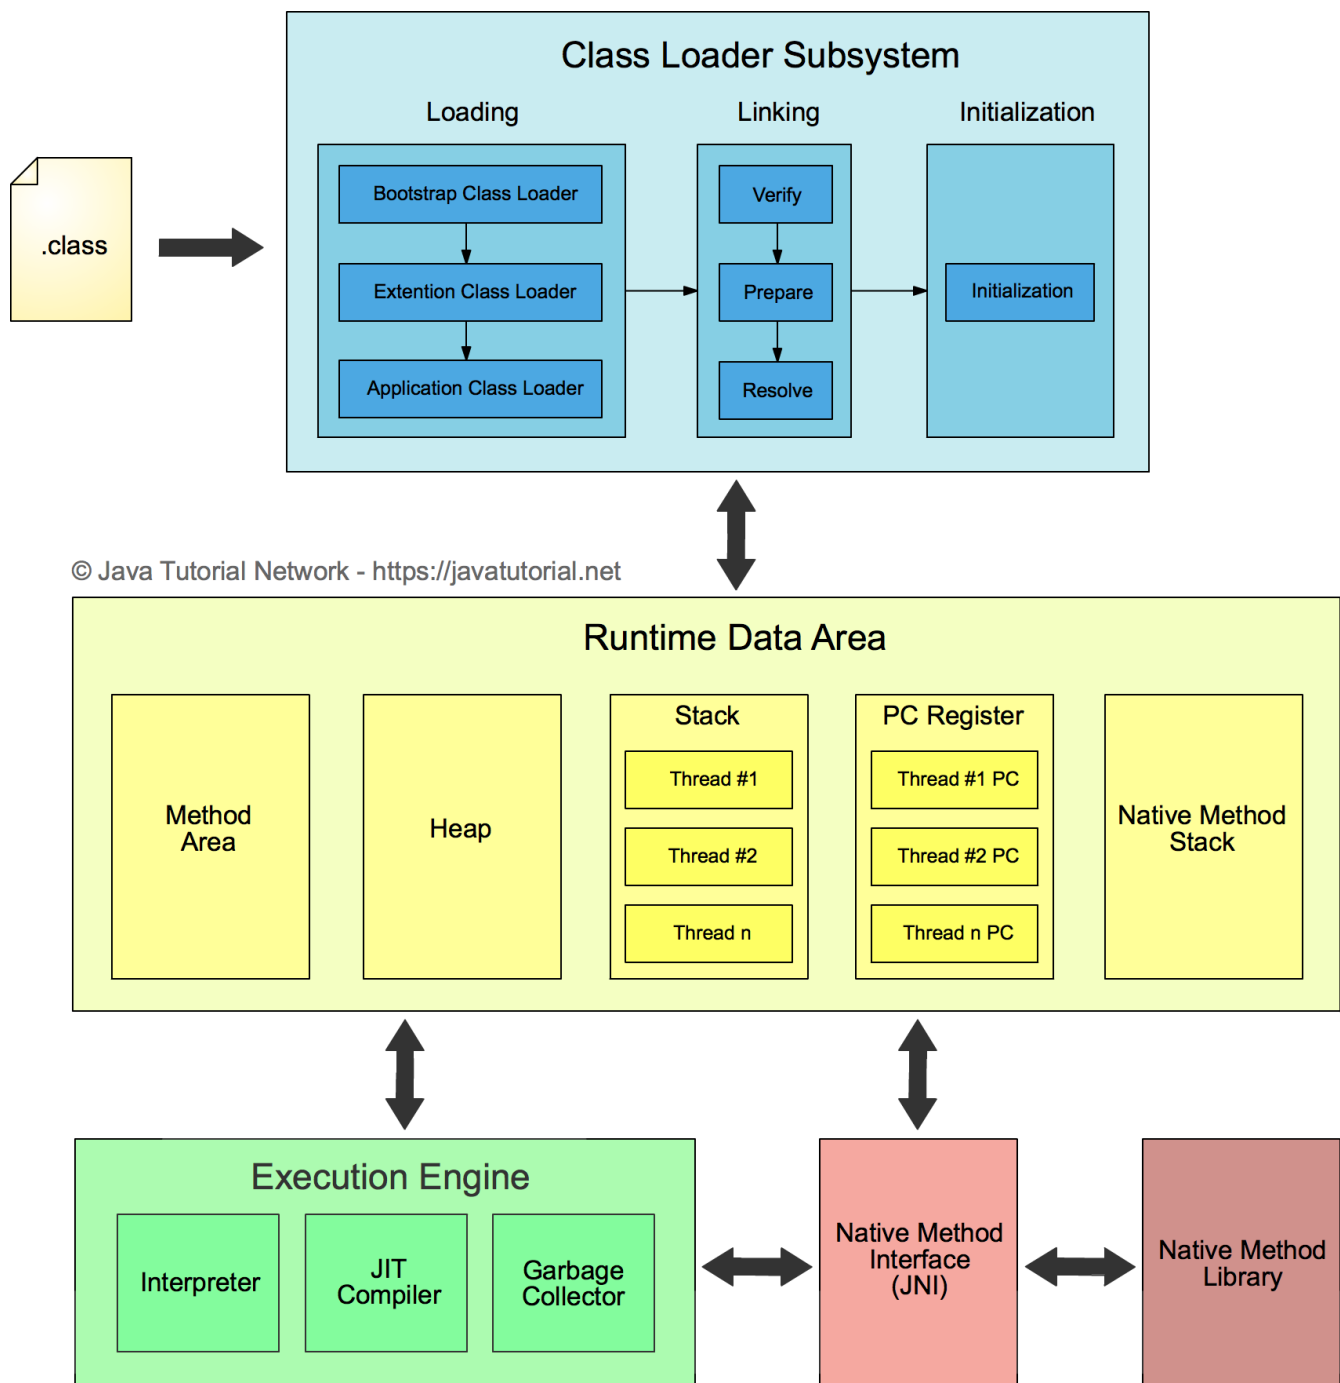 Class Loader Subsystem
Loading
Linking
Initialization
.class
Bootstrap Class Loader
Extention Class Loader
Application Class Loader
Verify
Prepare
Resolve
Initialization
© Java Tutorial Network - https://javatutorial.net
Runtime Data Area
Method
Area
Heap
Stack
Thread #1
Thread #2
Thread n
PC Register
Thread #1 PC
Thread #2 PC
Thread n PC
Native Method
Stack
Execution Engine
Interpreter
JIT
Compiler
Garbage
Collector
Native Method
Interface
(JNI)
Native Method
Library